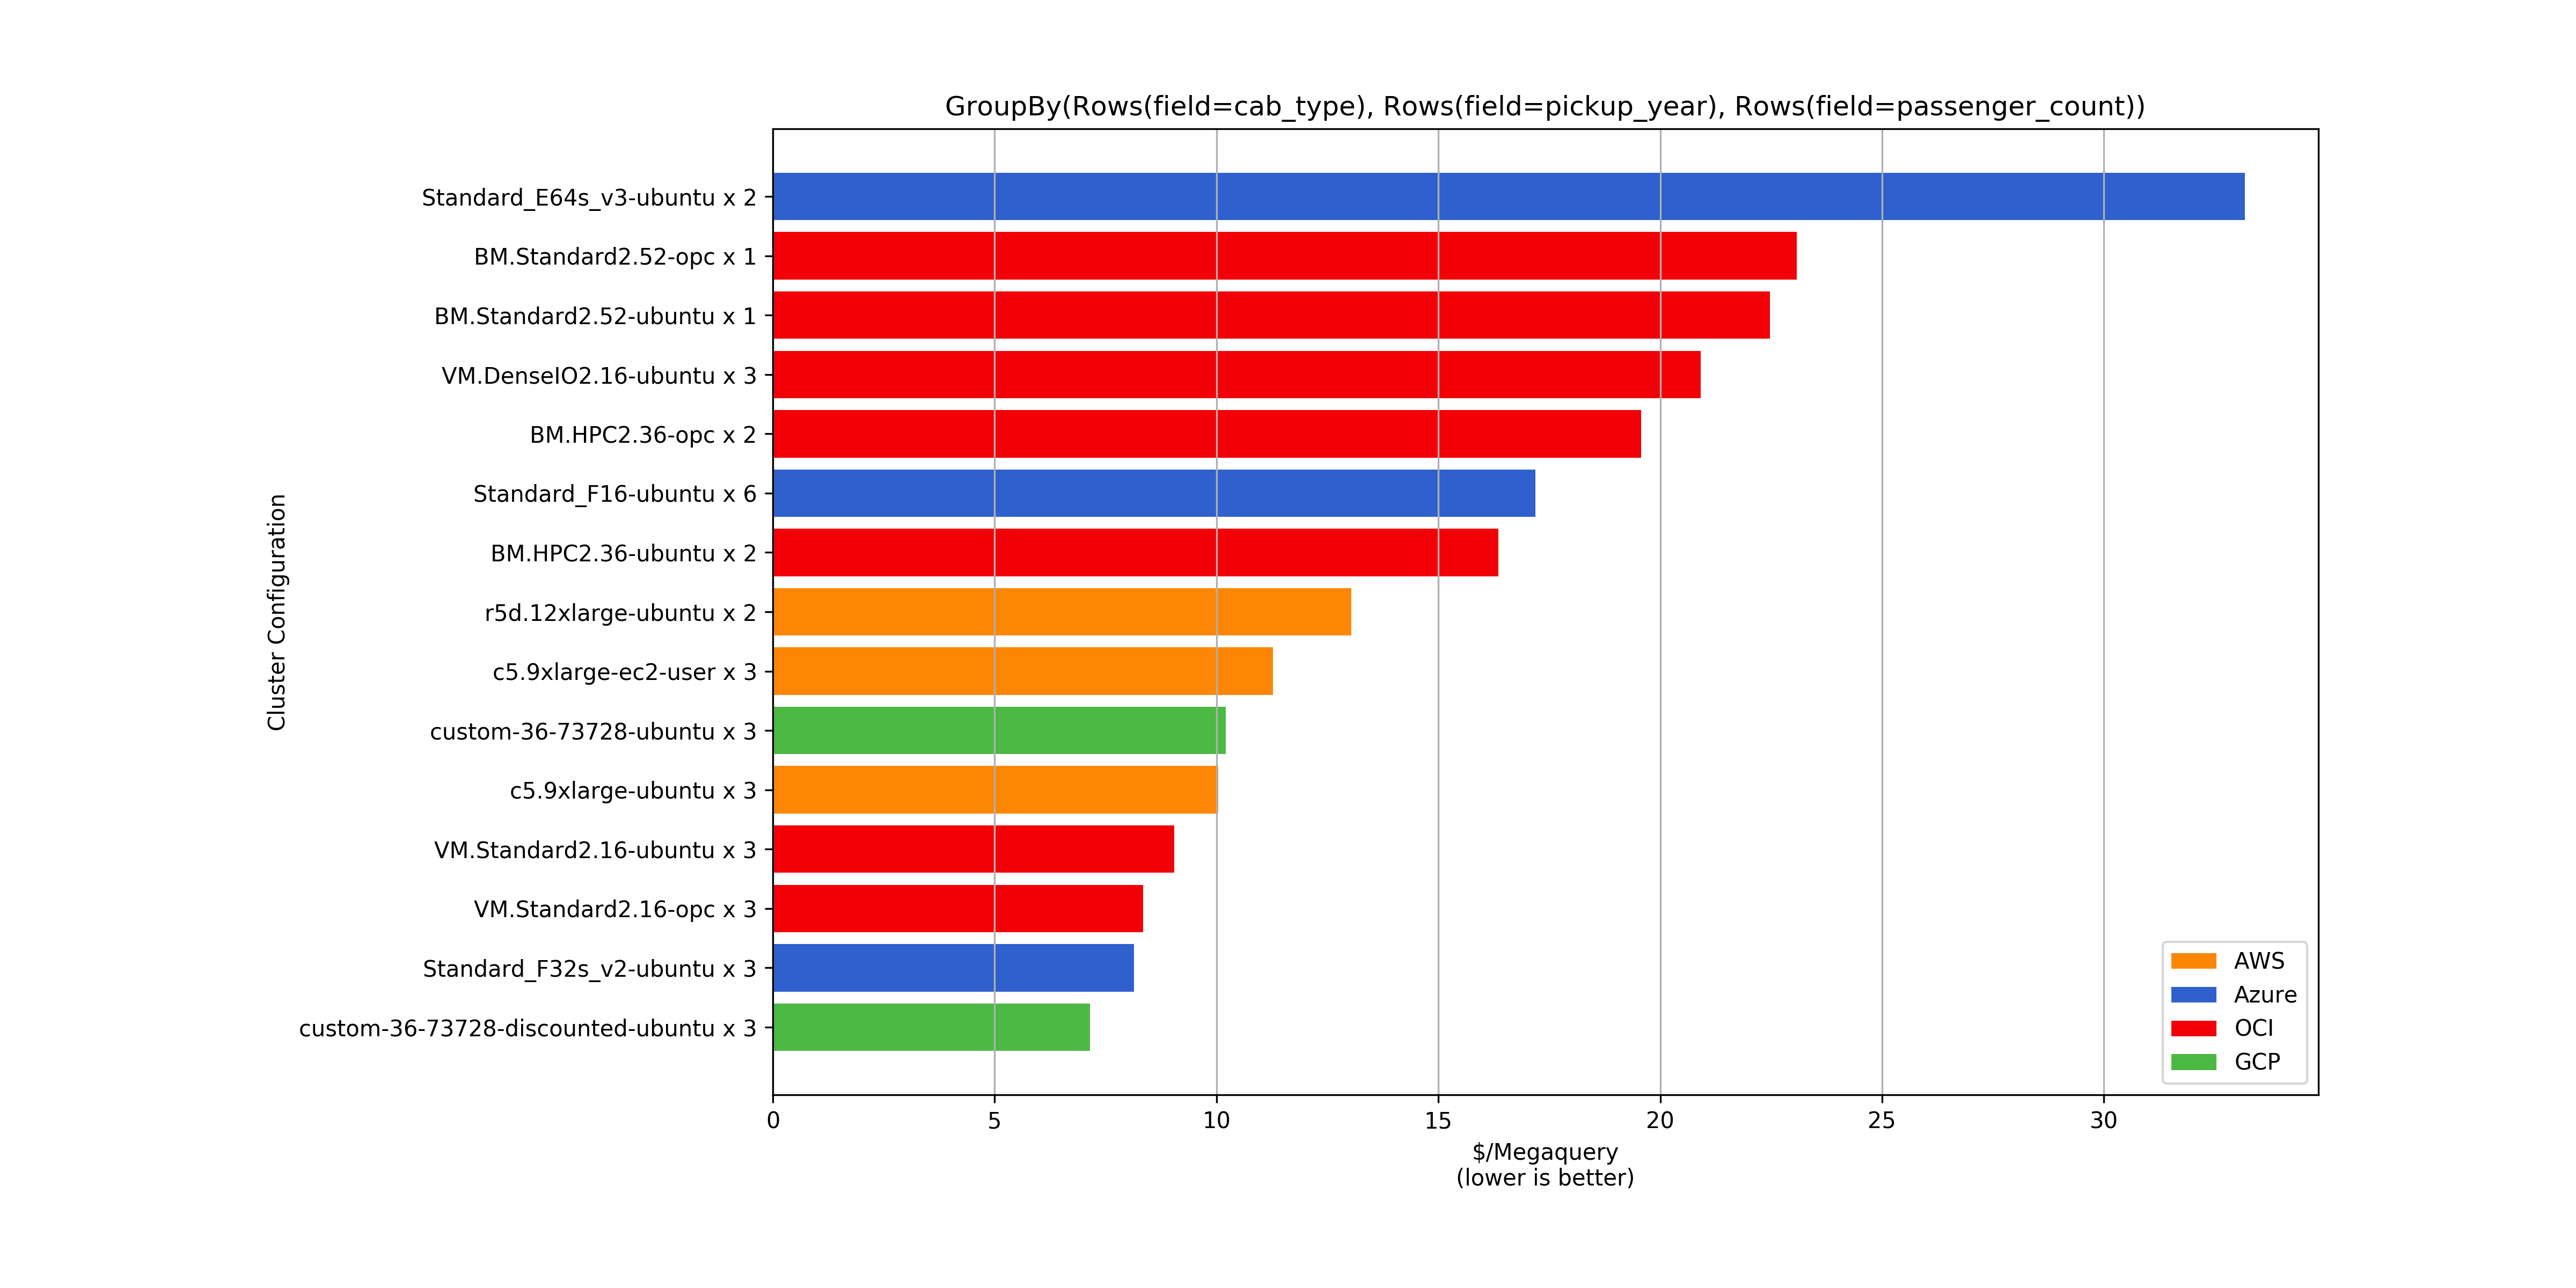 GroupBy(Rows(field=cab_type), Rows(field=pickup_year), Rows(field=passenger_count))
Cluster Configuration
Standard_E64s_v3-ubuntu x 2
BM.Standard2.52-opc x 1
BM.Standard2.52-ubuntu x 1
VM.DenseIO2.16-ubuntu x 3
BM.HPC2.36-opc x 2
Standard_F16-ubuntu x 6
BM.HPC2.36-ubuntu x 2
r5d.12xlarge-ubuntu x 2
c5.9xlarge-ec2-user x 3
custom-36-73728-ubuntu x 3
c5.9xlarge-ubuntu x 3
VM.Standard2.16-ubuntu x 3
VM.Standard2.16-opc x 3
Standard_F32s_v2-ubuntu x 3
custom-36-73728-discounted-ubuntu x 3
AWS
Azure
OCI
GCP
0 5 10 15 20 25 30
$/Megaquery
(lower is better)